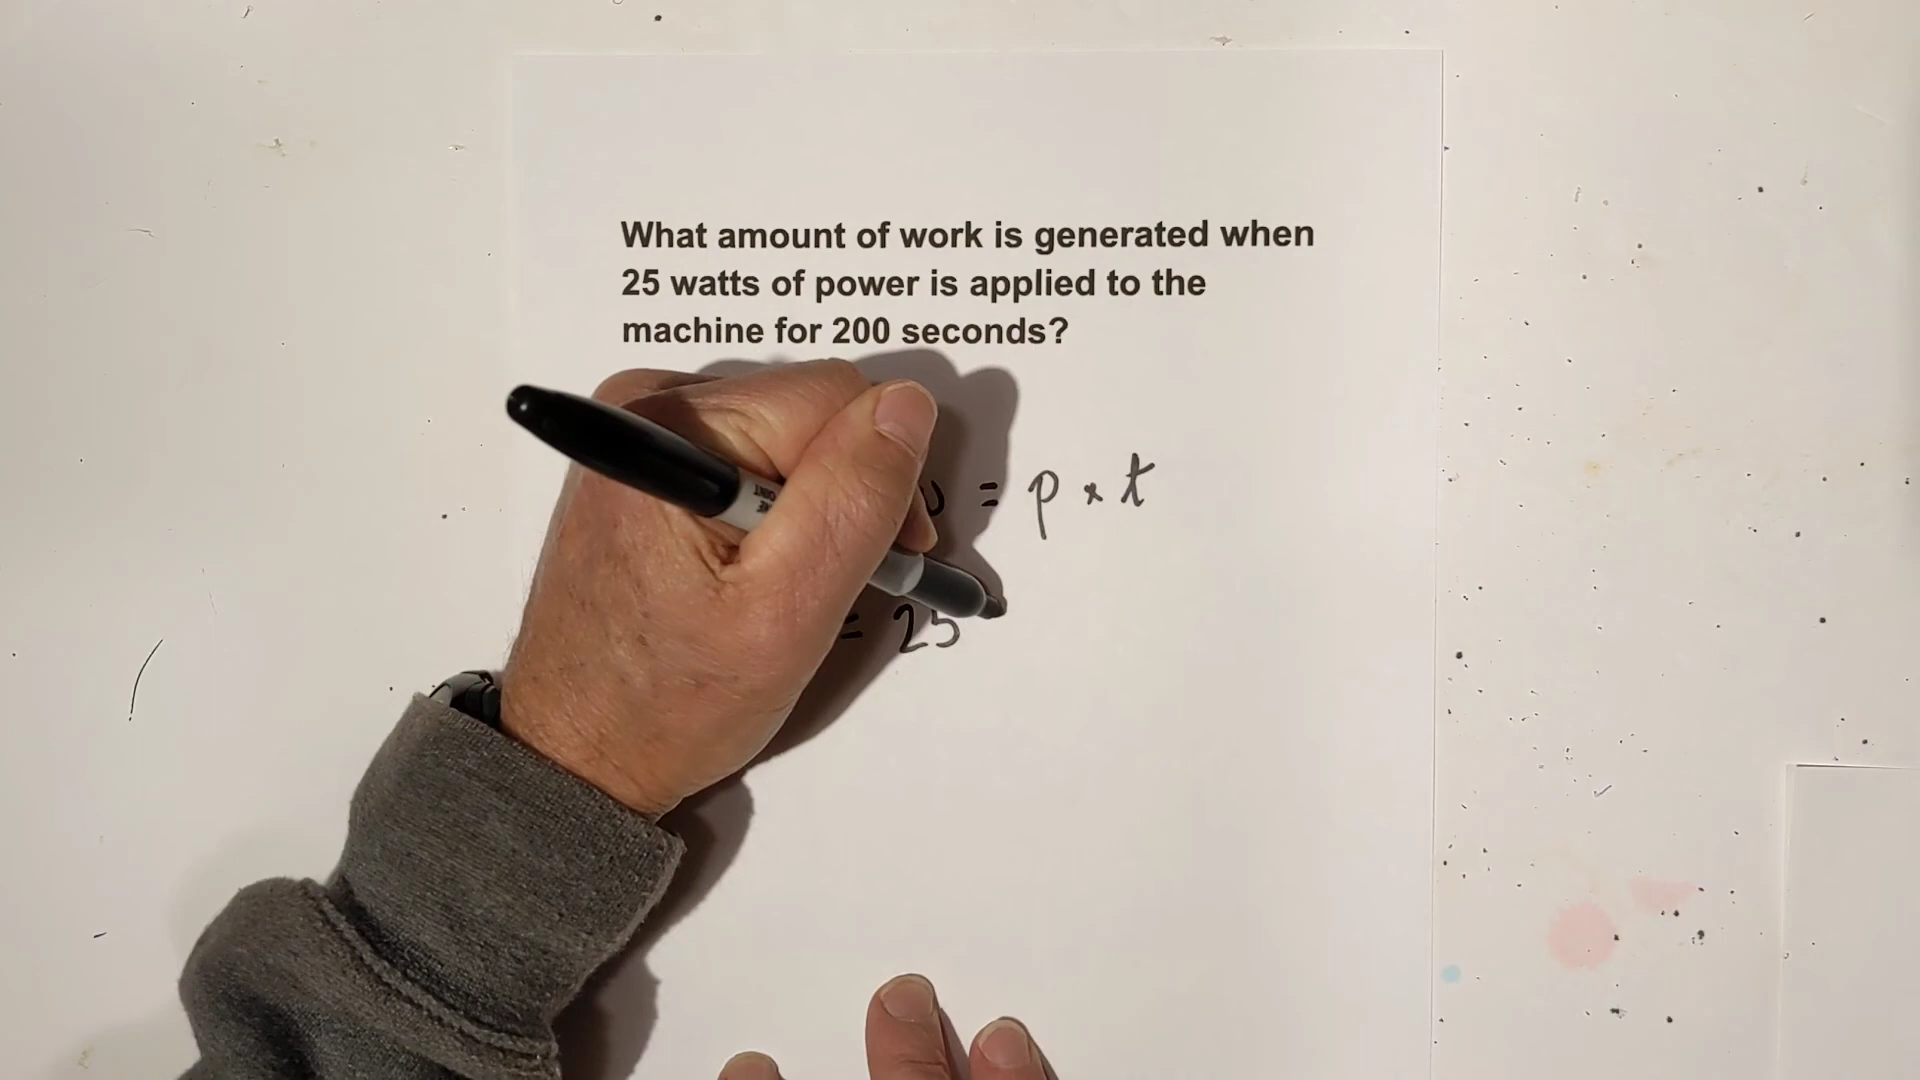 What amount of work is generated when
25 watts of power is applied to the
machine for 200 seconds?
= p × t
= 25